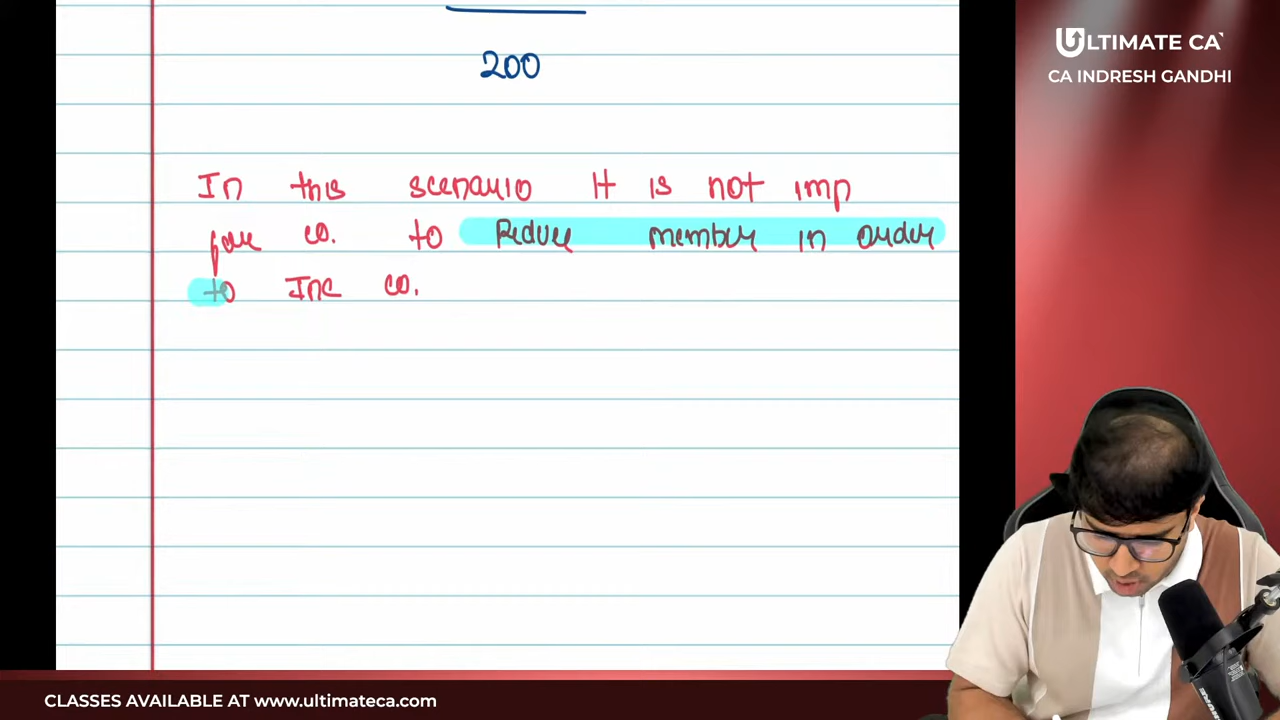 200
ULTIMATE CA
CA INDRESH GANDHI
In this scenario It is not imp
for co. to Reduce member in order
to Inc co.
SHURE
CLASSES AVAILABLE AT www.ultimateca.com